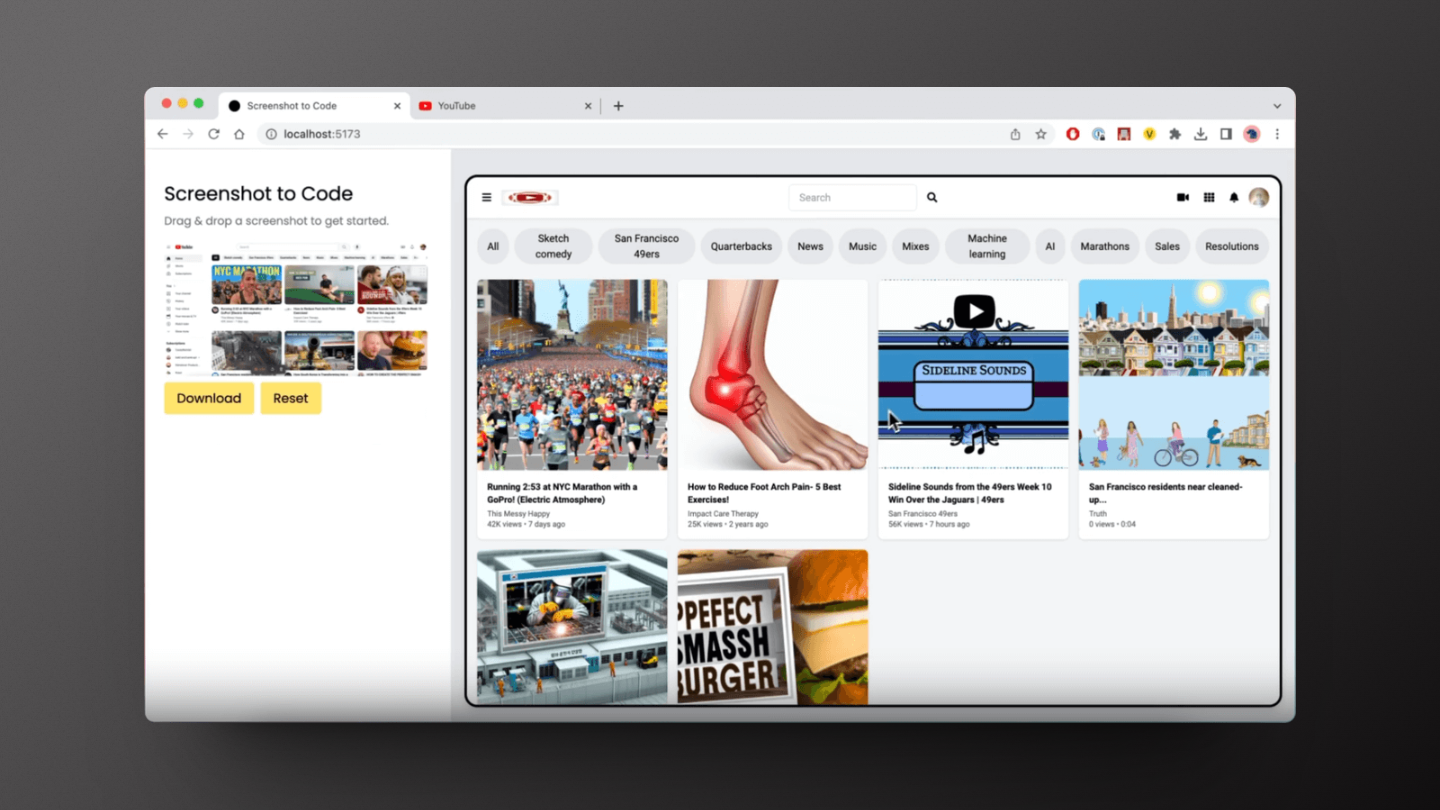 Screenshot to Code
YouTube
localhost:5173
Screenshot to Code
Drag & drop a screenshot to get started.
YouTube
NYC MARATHON
Download
Reset
Search
All
Sketch
comedy
San Francisco
49ers
Quarterbacks
News
Music
Mixes
Machine
learning
AI
Marathons
Sales
Resolutions
SIDELINE SOUNDS
Running 2:53 at NYC Marathon with a
GoPro! (Electric Atmosphere)
This Messy Happy
42K views • 7 days ago
How to Reduce Foot Arch Pain- 5 Best
Exercises!
Impact Care Therapy
25K views • 2 years ago
Sideline Sounds from the 49ers Week 10
Win Over the Jaguars | 49ers
San Francisco 49ers
56K views • 7 hours ago
San Francisco residents near cleaned-
up...
Truth
0 views • 0:04
PPEFECT
SMASSH
BURGER